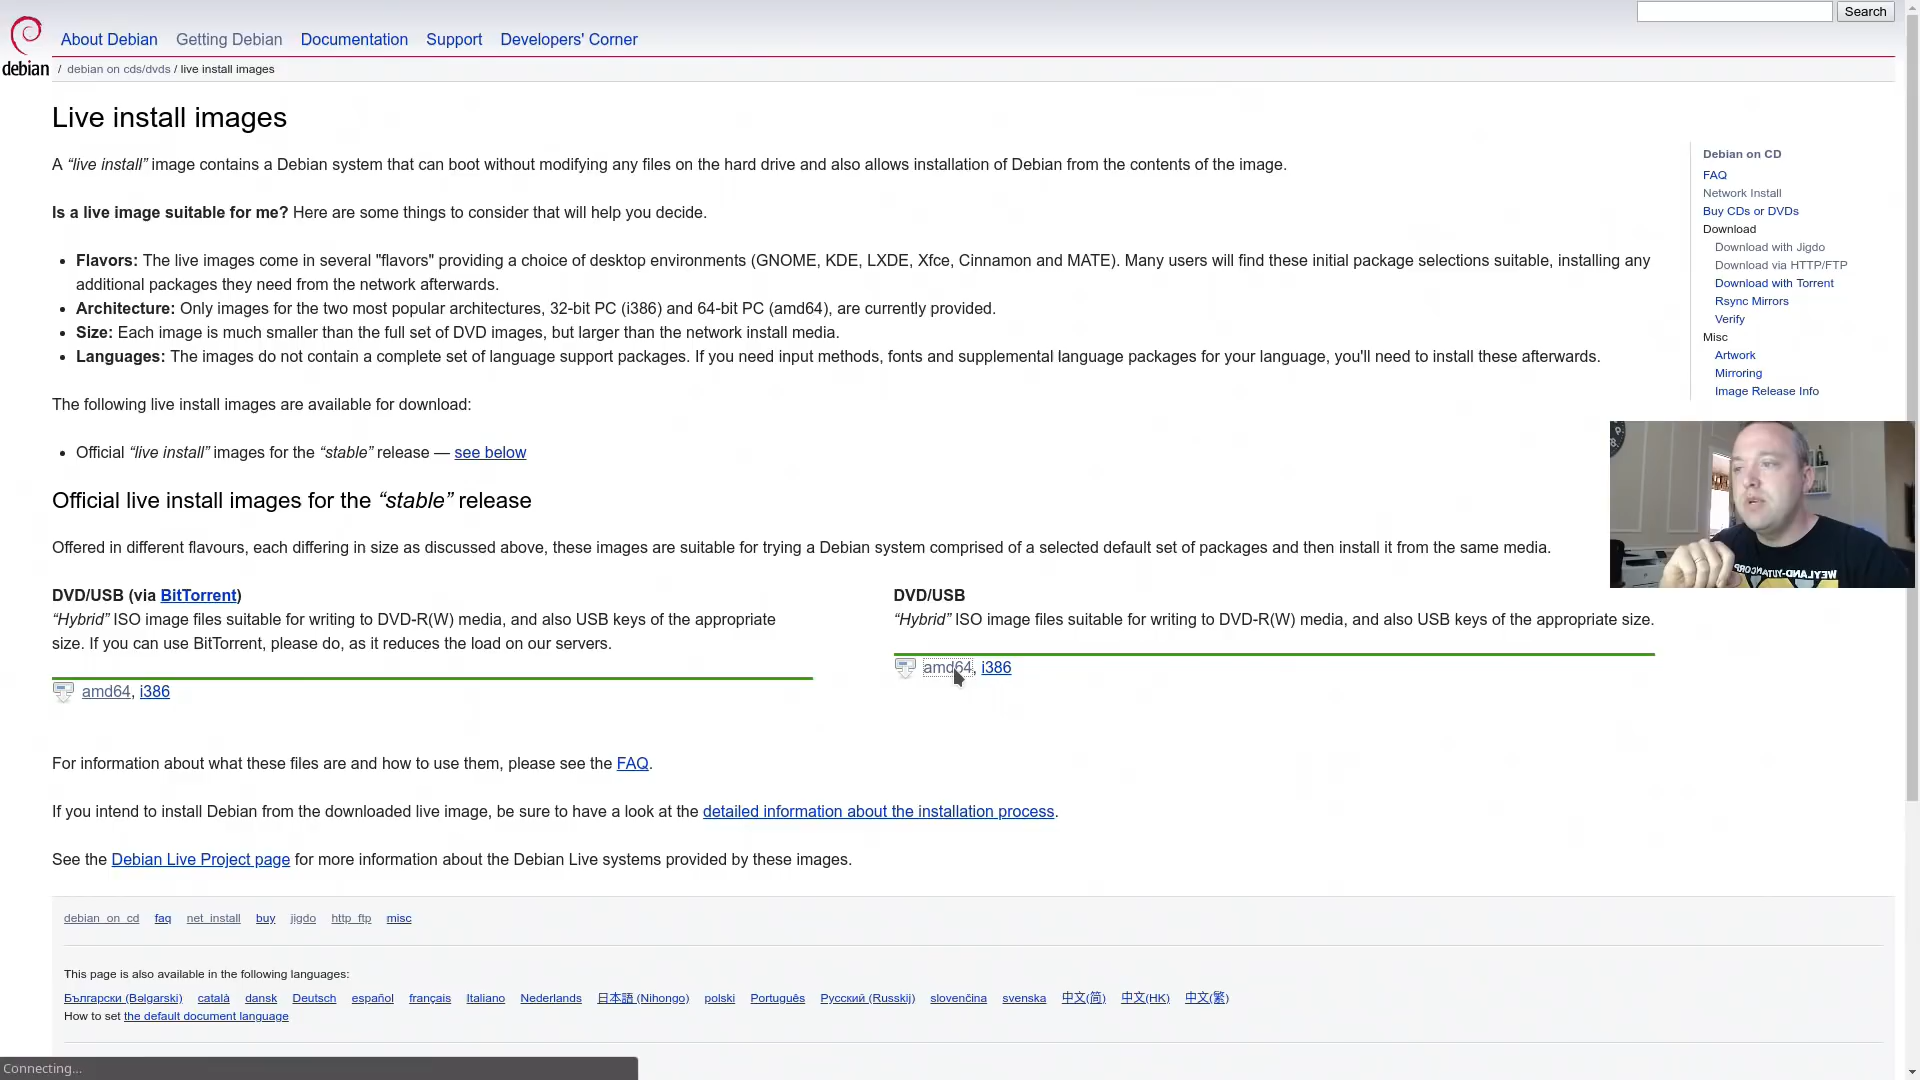 Search
About Debian Getting Debian Documentation Support Developers' Corner
debian
/ debian on cds/dvds / live install images
Live install images
A “live install” image contains a Debian system that can boot without modifying any files on the hard drive and also allows installation of Debian from the contents of the image.
Is a live image suitable for me? Here are some things to consider that will help you decide.
Flavors: The live images come in several "flavors" providing a choice of desktop environments (GNOME, KDE, LXDE, Xfce, Cinnamon and MATE). Many users will find these initial package selections suitable, installing any
additional packages they need from the network afterwards.
Architecture: Only images for the two most popular architectures, 32-bit PC (i386) and 64-bit PC (amd64), are currently provided.
Size: Each image is much smaller than the full set of DVD images, but larger than the network install media.
Languages: The images do not contain a complete set of language support packages. If you need input methods, fonts and supplemental language packages for your language, you'll need to install these afterwards.
The following live install images are available for download:
Official “live install” images for the “stable” release — see below
Official live install images for the “stable” release
Offered in different flavours, each differing in size as discussed above, these images are suitable for trying a Debian system comprised of a selected default set of packages and then install it from the same media.
DVD/USB (via BitTorrent)
“Hybrid” ISO image files suitable for writing to DVD-R(W) media, and also USB keys of the appropriate
size. If you can use BitTorrent, please do, as it reduces the load on our servers.
amd64, i386
DVD/USB
“Hybrid” ISO image files suitable for writing to DVD-R(W) media, and also USB keys of the appropriate size.
amd64, i386
For information about what these files are and how to use them, please see the FAQ.
If you intend to install Debian from the downloaded live image, be sure to have a look at the detailed information about the installation process.
See the Debian Live Project page for more information about the Debian Live systems provided by these images.
Debian on CD
FAQ
Network Install
Buy CDs or DVDs
Download
Download with Jigdo
Download via HTTP/FTP
Download with Torrent
Rsync Mirrors
Verify
Misc
Artwork
Mirroring
Image Release Info
WEYLAND-YUTANI CORP
debian_on_cd faq net_install buy jigdo http_ftp misc
This page is also available in the following languages:
Български (Bəlgarski) català dansk Deutsch español français Italiano Nederlands 日本語 (Nihongo) polski Português Русский (Russkij) slovenčina svenska 中文(简) 中文(HK) 中文(繁)
How to set the default document language
Connecting...